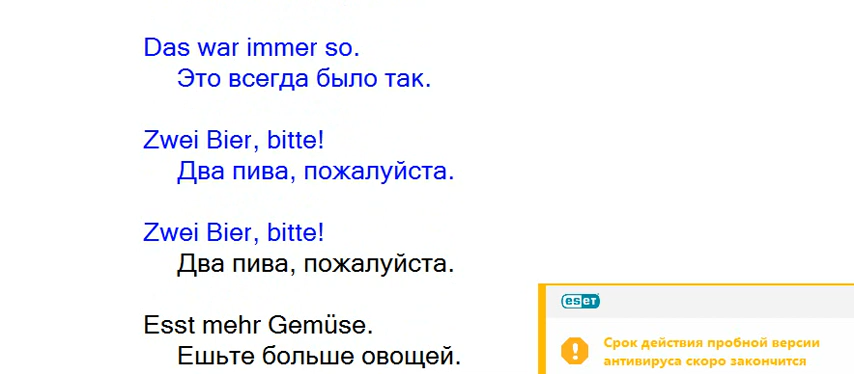 Das war immer so.
Это всегда было так.
Zwei Bier, bitte!
Два пива, пожалуйста.
Zwei Bier, bitte!
Два пива, пожалуйста.
Esst mehr Gemüse.
Ешьте больше овощей.
eset
Срок действия пробной версии
антивируса скоро закончится